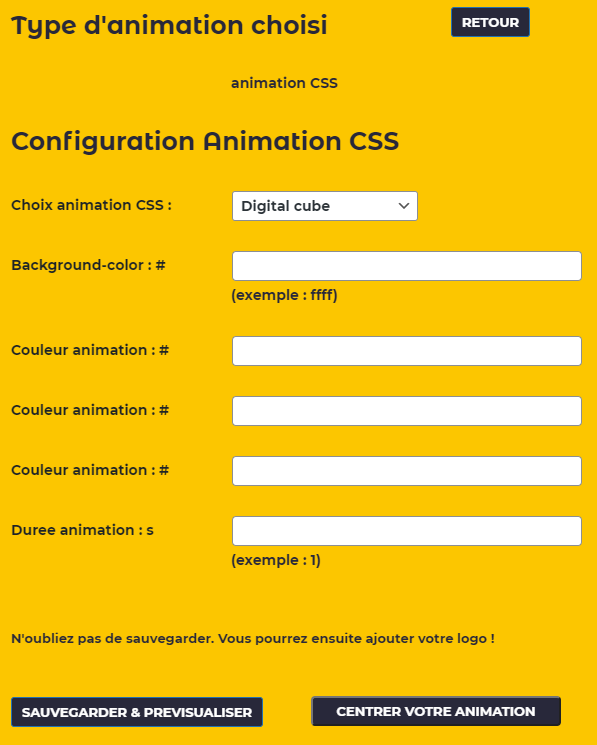 Type d'animation choisi
RETOUR
animation CSS
Configuration Animation CSS
Choix animation CSS :
Digital cube
Background-color : #
(exemple : ffff)
Couleur animation : #
Couleur animation : #
Couleur animation : #
Duree animation : s
(exemple : 1)
N'oubliez pas de sauvegarder. Vous pourrez ensuite ajouter votre logo !
SAUVEGARDER & PREVISUALISER
CENTRER VOTRE ANIMATION